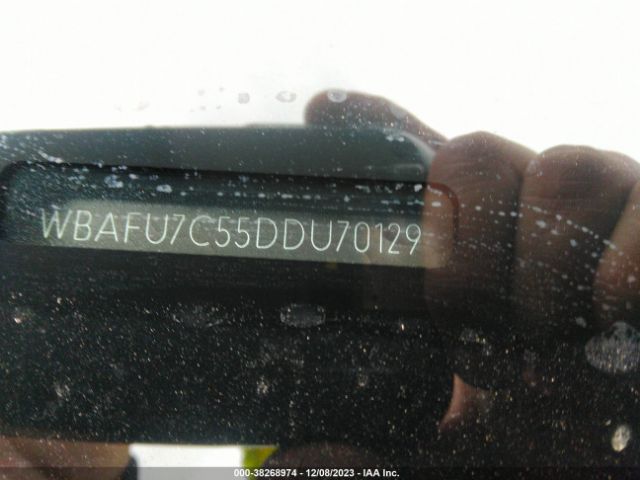 WBAFU7C55DDU70129
000-38268974 - 12/08/2023 - IAA Inc.